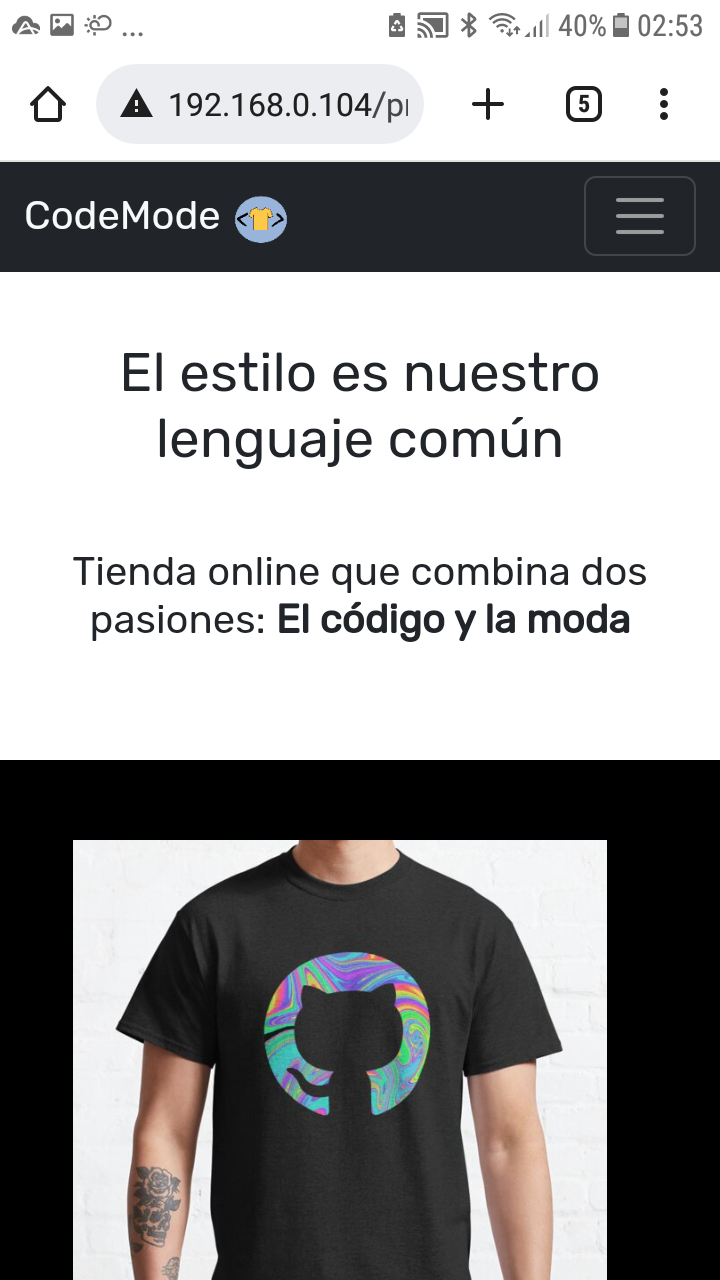 ... 40% 02:53
192.168.0.104/p
5
CodeMode <>
El estilo es nuestro
lenguaje común
Tienda online que combina dos
pasiones: El código y la moda